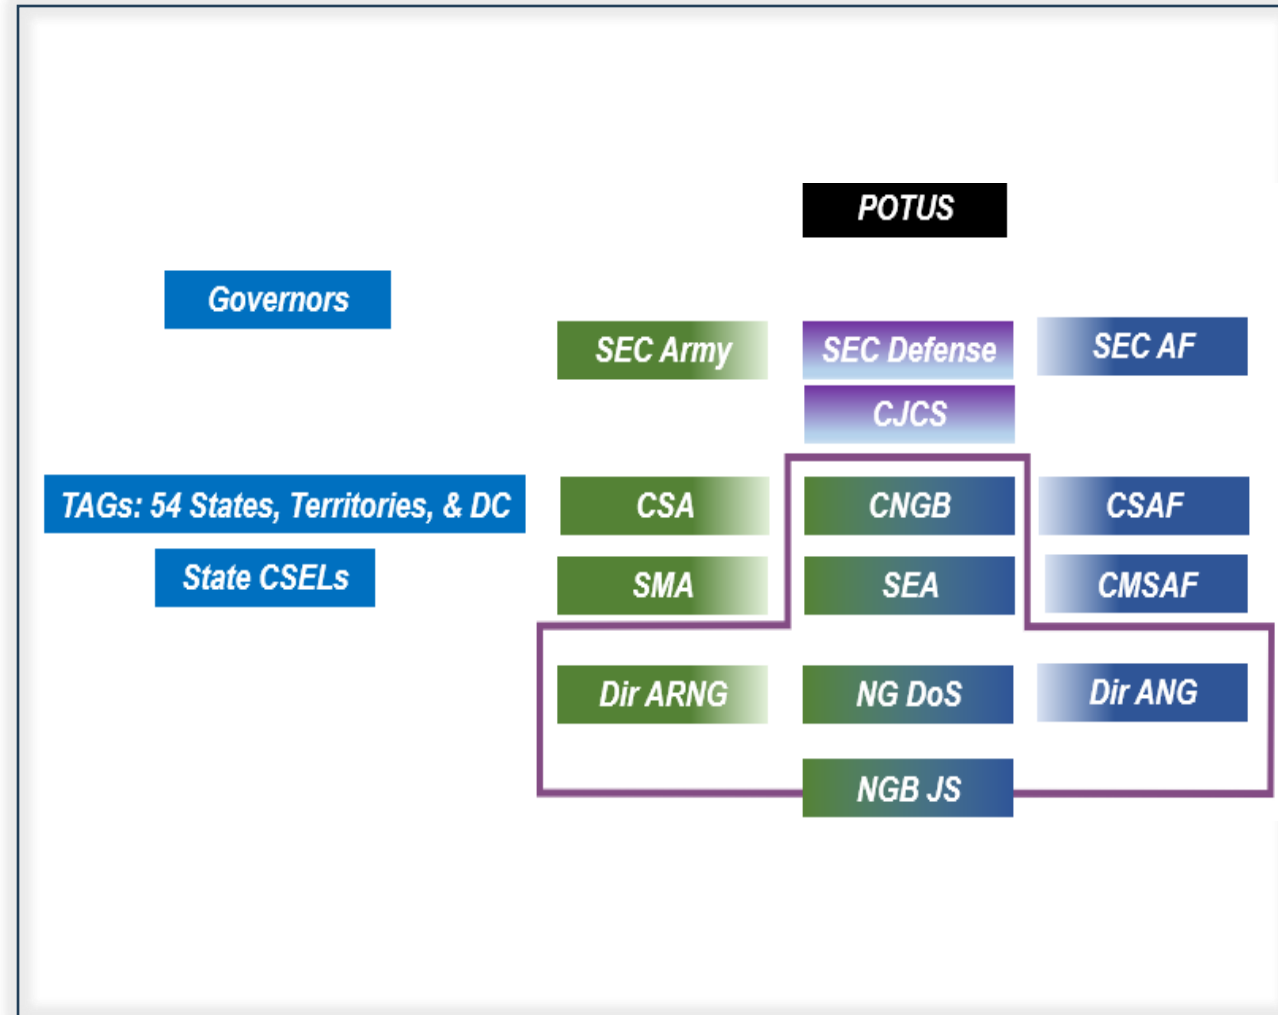 POTUS
Governors
SEC Army
SEC Defense
SEC AF
CJCS
TAGs: 54 States, Territories, & DC
CSA
CNGB
CSAF
State CSELs
SMA
SEA
CMSAF
Dir ARNG
NG DoS
Dir ANG
NGB JS